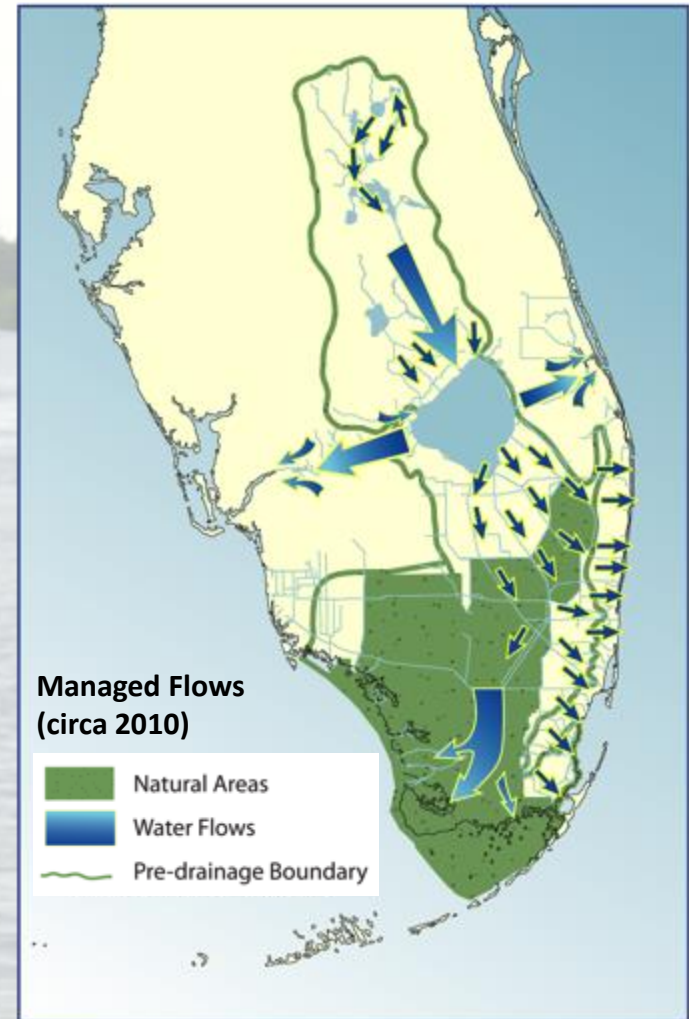 Managed Flows
(circa 2010)
Natural Areas
Water Flows
Pre-drainage Boundary